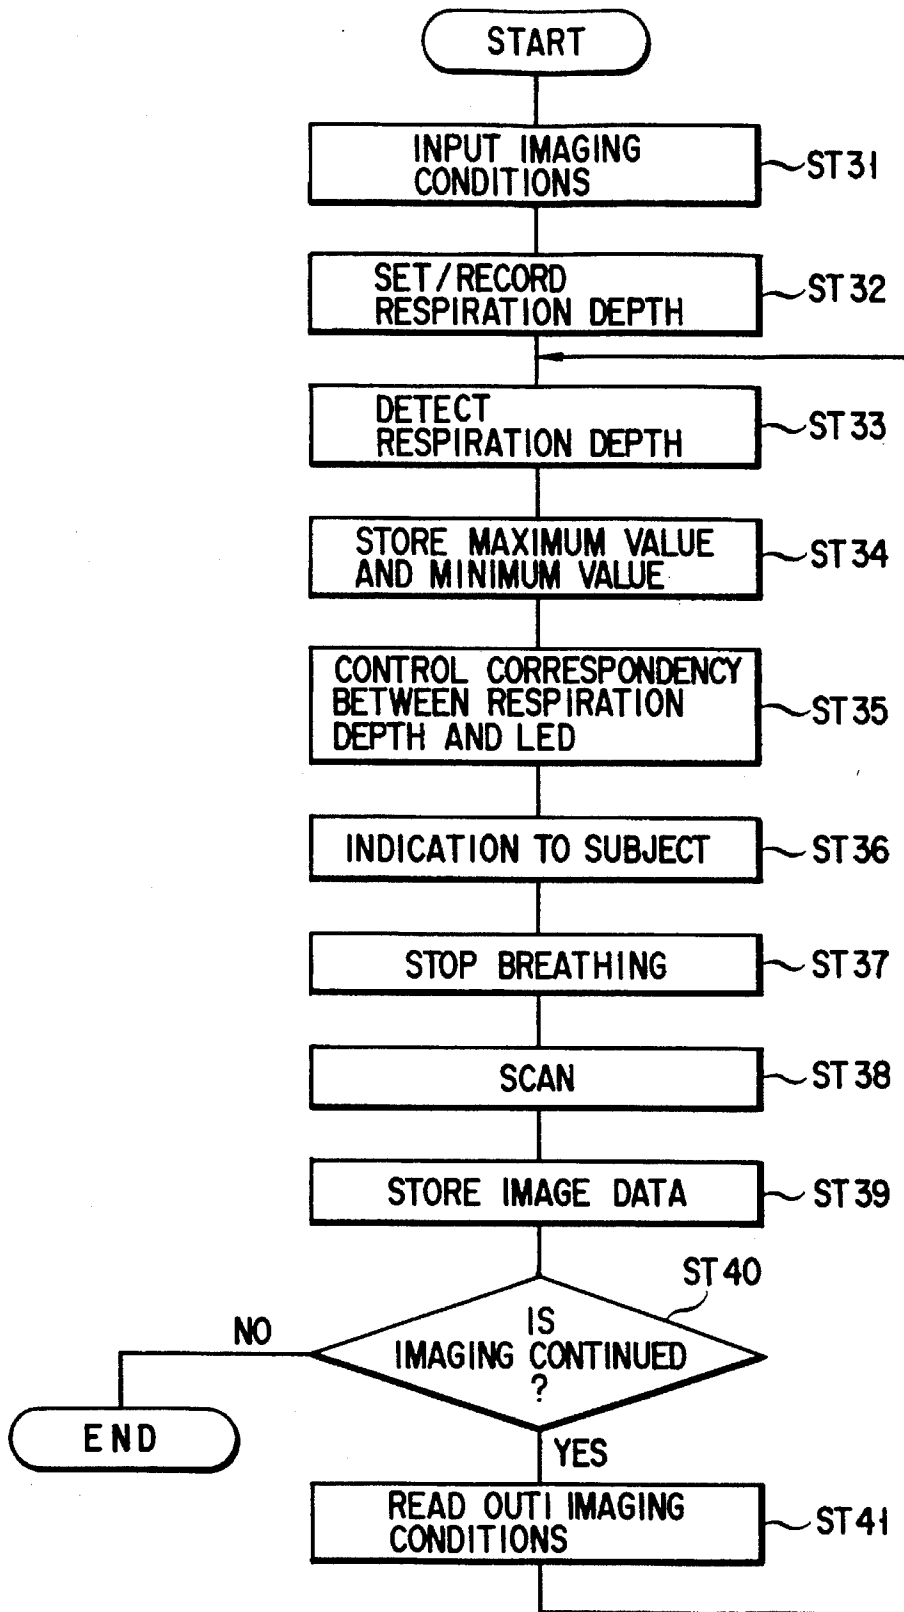 START
INPUT IMAGING
CONDITIONS
ST31
SET/RECORD
RESPIRATION DEPTH
ST32
DETECT
RESPIRATION DEPTH
ST33
STORE MAXIMUM VALUE
AND MINIMUM VALUE
ST34
CONTROL CORRESPONDENCY
BETWEEN RESPIRATION
DEPTH AND LED
ST35
INDICATION TO SUBJECT
ST36
STOP BREATHING
ST37
SCAN
ST38
STORE IMAGE DATA
ST39
ST40
IS
IMAGING CONTINUED
?
NO
END
YES
READ OUT1 IMAGING
CONDITIONS
ST41